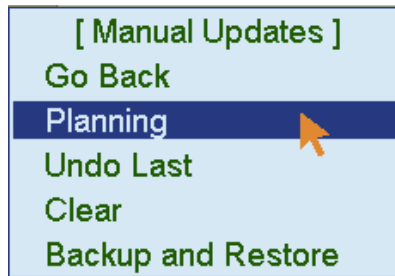 [ Manual Updates ]
Go Back
Planning
Undo Last
Clear
Backup and Restore